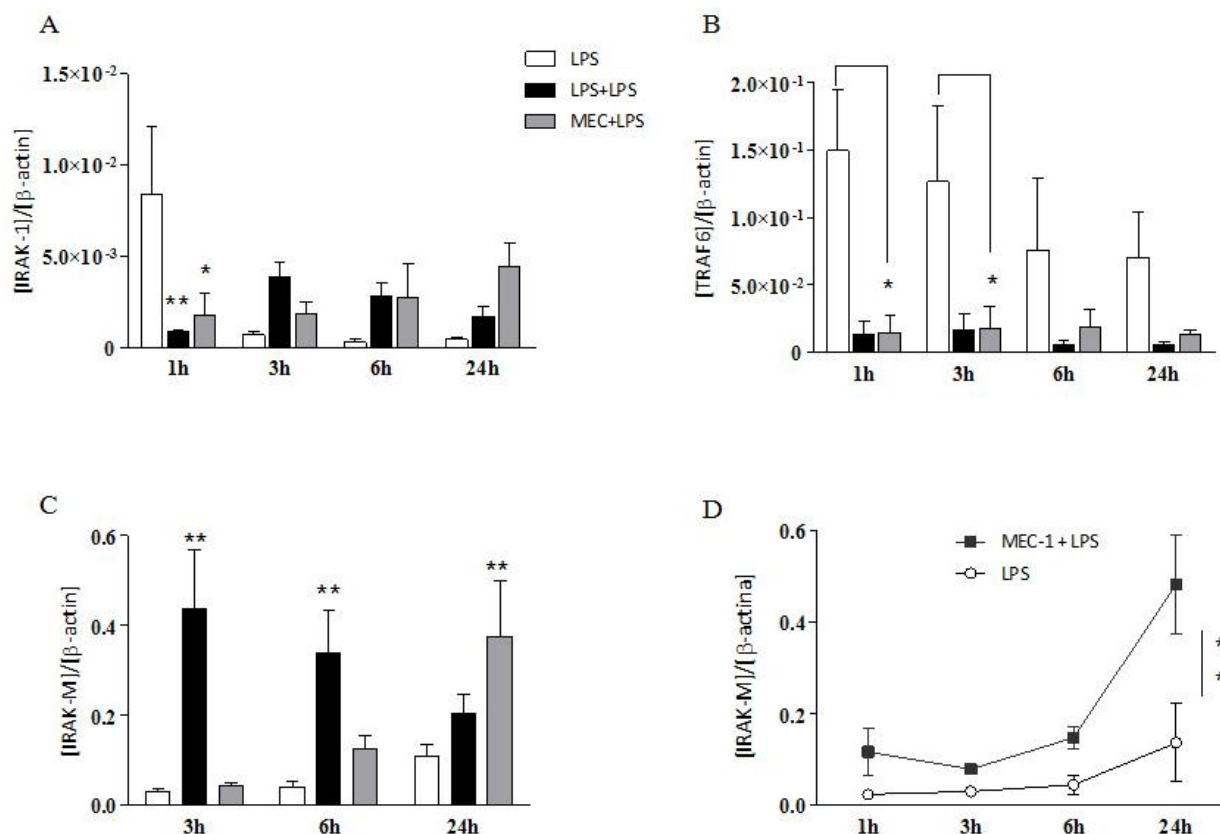 A
LPS
LPS+LPS
MEC+LPS
[IRAK-1]/[β-actin]
1.5×10⁻²
1.0×10⁻²
5.0×10⁻³
0
**
*
1h 3h 6h 24h
B
[TRAF6]/[β-actin]
2.0×10⁻¹
1.5×10⁻¹
1.0×10⁻¹
5.0×10⁻²
0
*
*
1h 3h 6h 24h
C
[IRAK-M]/[β-actin]
0.6
0.4
0.2
0.0
**
**
**
3h 6h 24h
D
MEC-1 + LPS
LPS
[IRAK-M]/[β-actina]
0.6
0.4
0.2
0.0
*
*
1h 3h 6h 24h